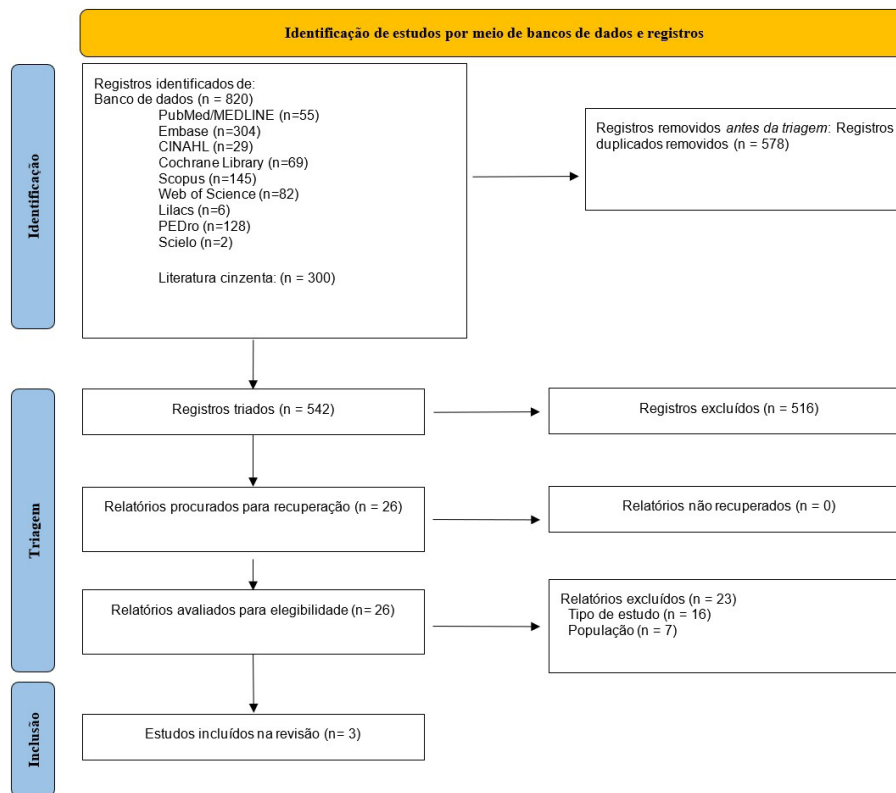 Identificação de estudos por meio de bancos de dados e registros
Identificação
Registros identificados de:
Banco de dados (n = 820)
PubMed/MEDLINE (n=55)
Embase (n=304)
CINAHL (n=29)
Cochrane Library (n=69)
Scopus (n=145)
Web of Science (n=82)
Lilacs (n=6)
PEDro (n=128)
Scielo (n=2)
Literatura cinzenta: (n = 300)
Registros removidos antes da triagem: Registros
duplicados removidos (n = 578)
Triagem
Registros triados (n = 542)
Registros excluídos (n = 516)
Relatórios procurados para recuperação (n = 26)
Relatórios não recuperados (n = 0)
Relatórios avaliados para elegibilidade (n= 26)
Relatórios excluídos (n = 23)
Tipo de estudo (n = 16)
População (n = 7)
Inclusão
Estudos incluídos na revisão (n= 3)